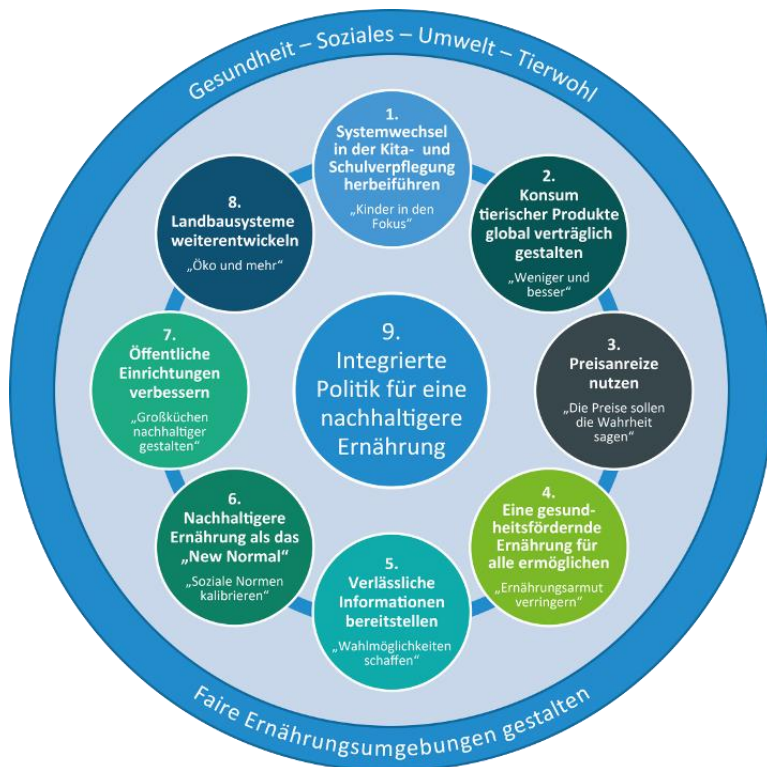 Gesundheit – Soziales – Umwelt – Tierwohl
1.
Systemwechsel
in der Kita- und
Schulverpflegung
herbeiführen
„Kinder in den
Fokus“
2.
Konsum
tierischer Produkte
global verträglich
gestalten
„Weniger und
besser“
3.
Preisanreize
nutzen
„Die Preise sollen
die Wahrheit
sagen“
4.
Eine gesund-
heitsfördernde
Ernährung für
alle ermöglichen
„Ernährungsarmut
verringern“
5.
Verlässliche
Informationen
bereitstellen
„Wahlmöglichkeiten
schaffen“
6.
Nachhaltigere
Ernährung als das
„New Normal“
„Soziale Normen
kalibrieren“
7.
Öffentliche
Einrichtungen
verbessern
„Großküchen
nachhaltiger
gestalten“
8.
Landbausysteme
weiterentwickeln
„Öko und mehr“
9.
Integrierte
Politik für eine
nachhaltigere
Ernährung
Faire Ernährungsumgebungen gestalten